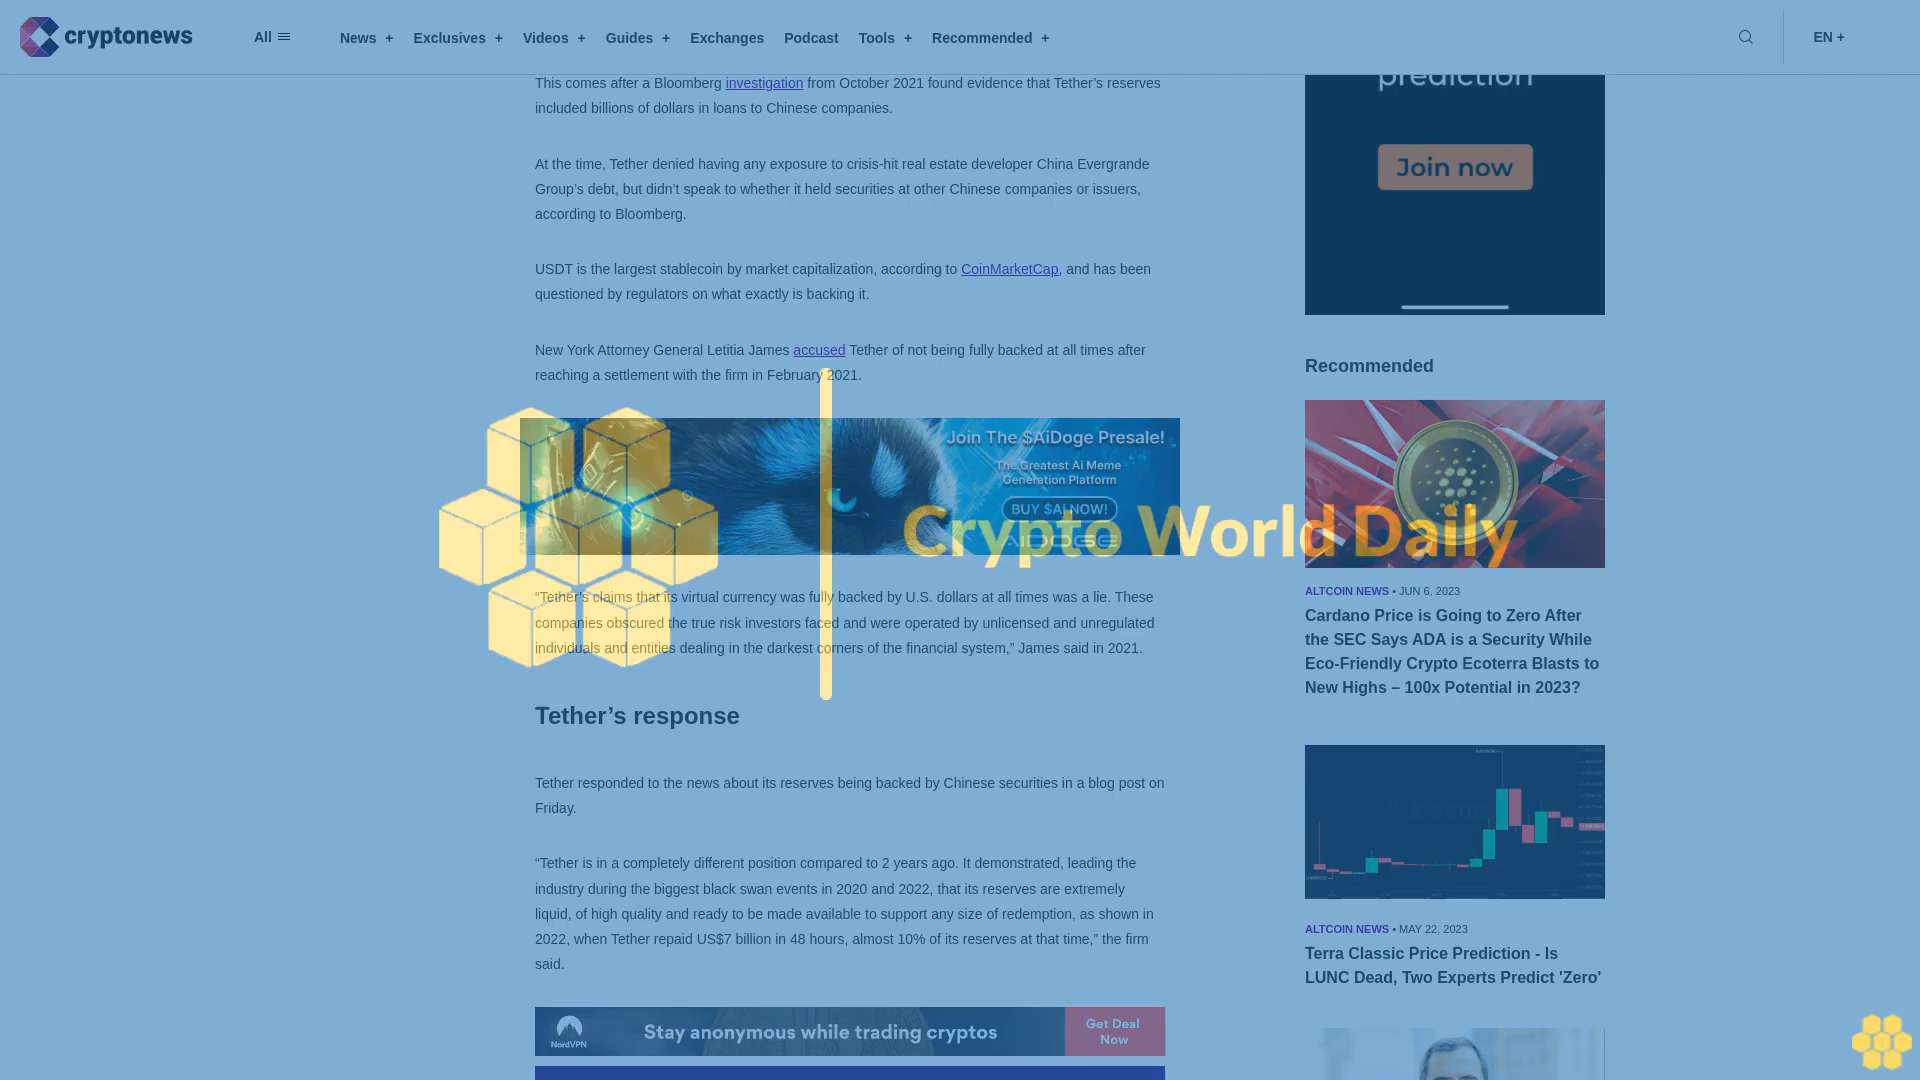 cryptonews
All
News +
Exclusives +
Videos +
Guides +
Exchanges
Podcast
Tools +
Recommended +
EN +
This comes after a Bloomberg investigation from October 2021 found evidence that Tether’s reserves
included billions of dollars in loans to Chinese companies.
At the time, Tether denied having any exposure to crisis-hit real estate developer China Evergrande
Group’s debt, but didn’t speak to whether it held securities at other Chinese companies or issuers,
according to Bloomberg.
USDT is the largest stablecoin by market capitalization, according to CoinMarketCap, and has been
questioned by regulators on what exactly is backing it.
New York Attorney General Letitia James accused Tether of not being fully backed at all times after
reaching a settlement with the firm in February 2021.
Join The $AiDoge Presale!
The Greatest Ai Meme
Generation Platform
BUY $Ai NOW!
AIDOGE
Crypto World Daily
“Tether’s claims that its virtual currency was fully backed by U.S. dollars at all times was a lie. These
companies obscured the true risk investors faced and were operated by unlicensed and unregulated
individuals and entities dealing in the darkest corners of the financial system,” James said in 2021.
Tether’s response
Tether responded to the news about its reserves being backed by Chinese securities in a blog post on
Friday.
“Tether is in a completely different position compared to 2 years ago. It demonstrated, leading the
industry during the biggest black swan events in 2020 and 2022, that its reserves are extremely
liquid, of high quality and ready to be made available to support any size of redemption, as shown in
2022, when Tether repaid US$7 billion in 48 hours, almost 10% of its reserves at that time,” the firm
said.
NordVPN
Stay anonymous while trading cryptos
Get Deal
Now
prediction
Join now
Recommended
ALTCOIN NEWS • JUN 6, 2023
Cardano Price is Going to Zero After
the SEC Says ADA is a Security While
Eco-Friendly Crypto Ecoterra Blasts to
New Highs – 100x Potential in 2023?
ALTCOIN NEWS • MAY 22, 2023
Terra Classic Price Prediction - Is
LUNC Dead, Two Experts Predict 'Zero'